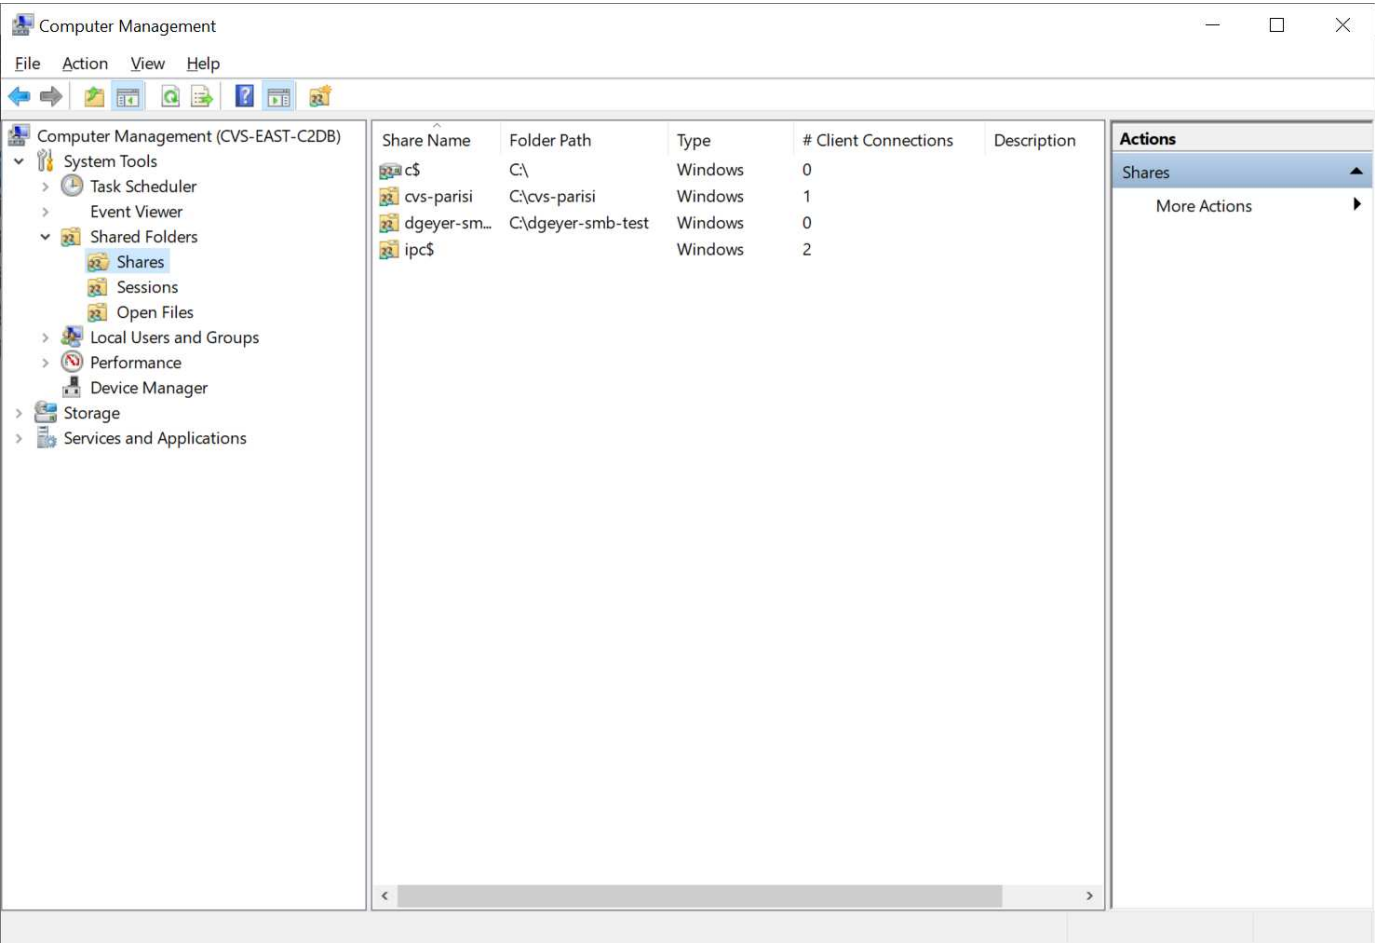 Computer Management
File Action View Help
Computer Management (CVS-EAST-C2DB)
System Tools
Task Scheduler
Event Viewer
Shared Folders
Shares
Sessions
Open Files
Local Users and Groups
Performance
Device Manager
Storage
Services and Applications
Share Name Folder Path Type # Client Connections Description
c$ C:\ Windows 0
cvs-parisi C:\cvs-parisi Windows 1
dgeyer-sm... C:\dgeyer-smb-test Windows 0
ipc$ Windows 2
Actions
Shares
More Actions